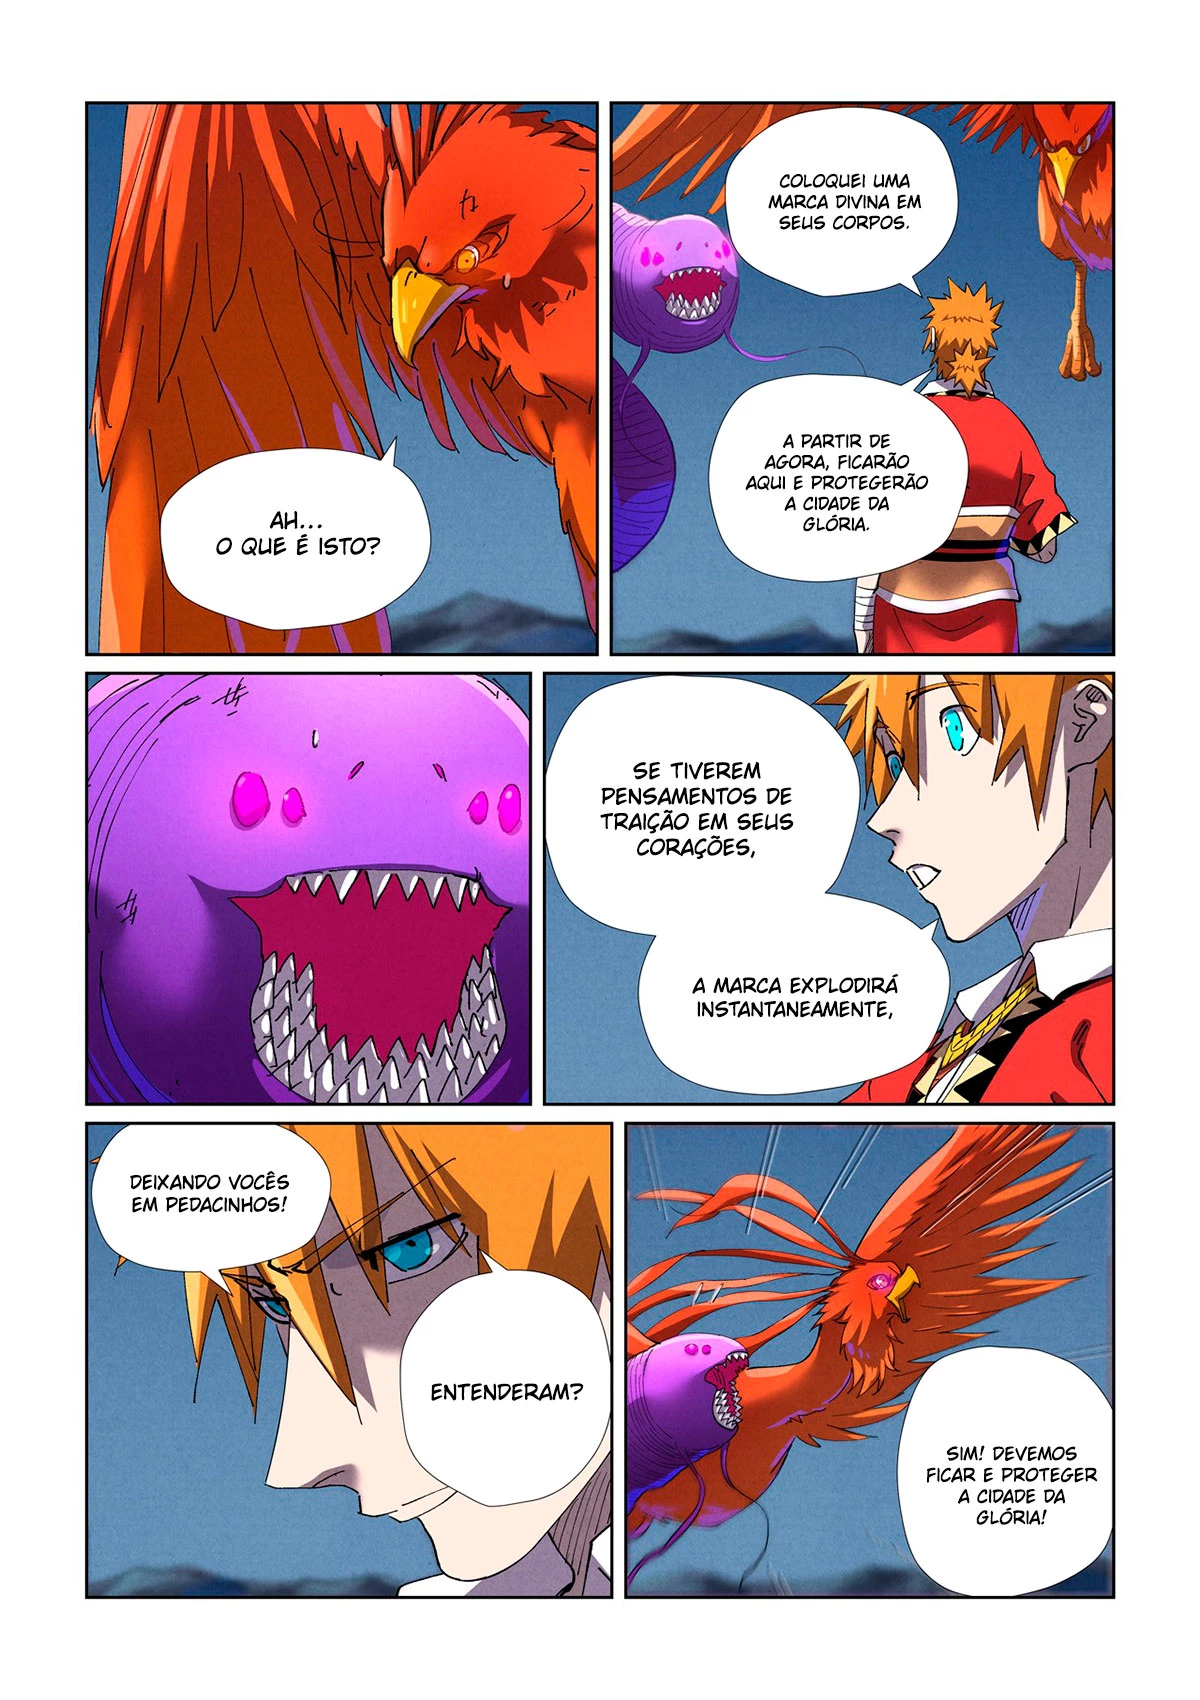 AH...
O QUE É ISTO?
COLOQUEI UMA
MARCA DIVINA EM
SEUS CORPOS.
A PARTIR DE
AGORA, FICARÃO
AQUI E PROTEGERÃO
A CIDADE DA
GLÓRIA.
SE TIVEREM
PENSAMENTOS DE
TRAIÇÃO EM SEUS
CORAÇÕES,
A MARCA EXPLODIRÁ
INSTANTANEAMENTE,
DEIXANDO VOCÊS
EM PEDACINHOS!
ENTENDERAM?
SIM! DEVEMOS
FICAR E PROTEGER
A CIDADE DA
GLÓRIA!